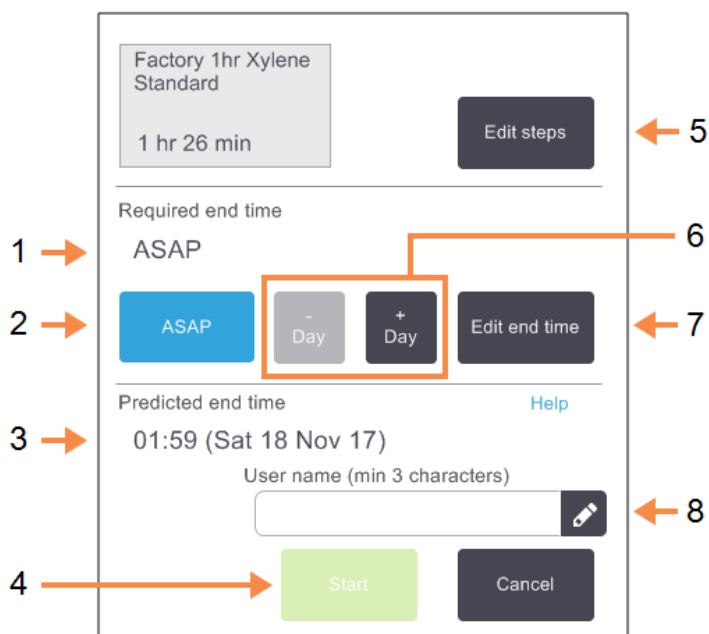 Factory 1hr Xylene
Standard
1 hr 26 min
Edit steps
5
Required end time
6
1
ASAP
2
ASAP
-
Day
+
Day
Edit end time
7
Predicted end time
Help
3
01:59 (Sat 18 Nov 17)
User name (min 3 characters)
8
4
Start
Cancel